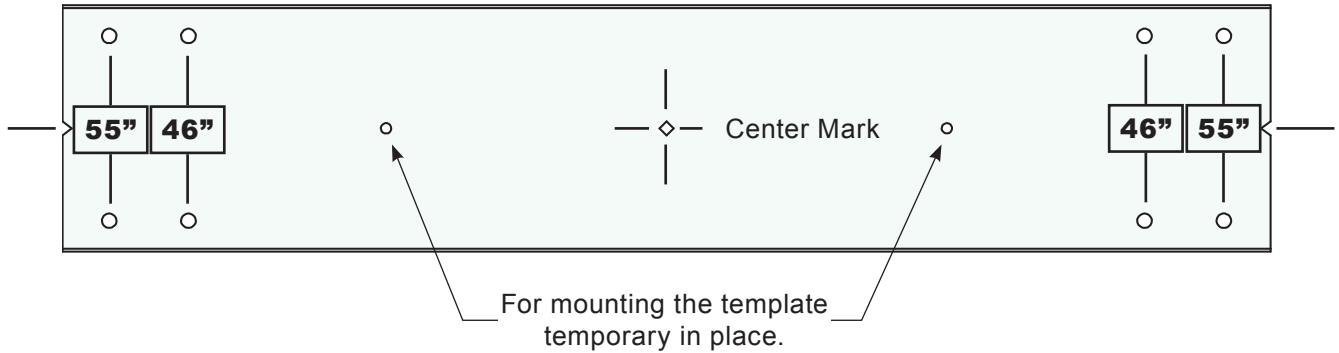 55” 46” Center Mark 46” 55”
For mounting the template
temporary in place.